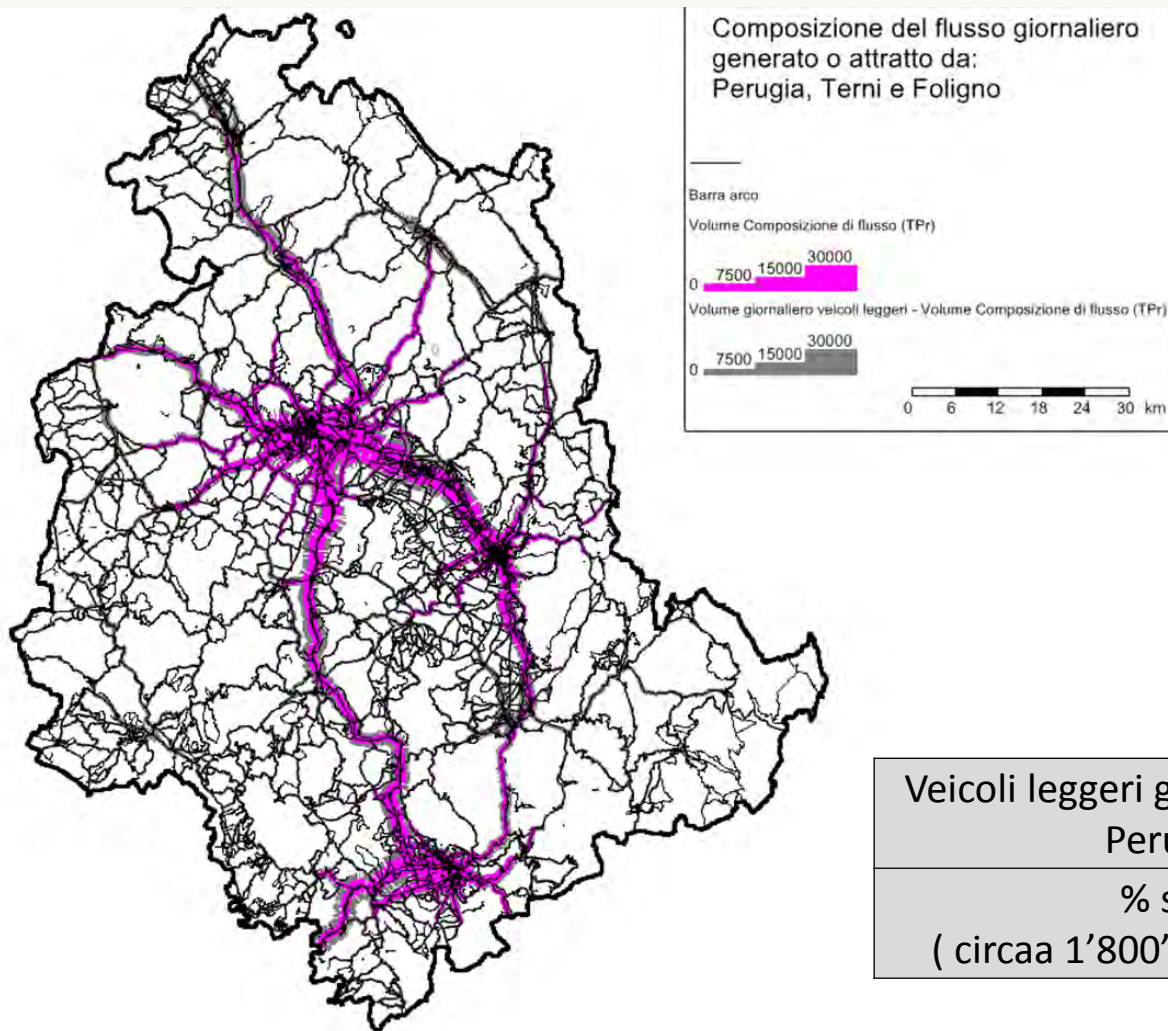 Composizione del flusso giornaliero
generato o attratto da:
Perugia, Terni e Foligno
Barra arco
Volume Composizione di flusso (TPr)
0 7500 15000 30000
Volume giornaliero veicoli leggeri - Volume Composizione di flusso (TPr)
0 7500 15000 30000
0 6 12 18 24 30 km
Veicoli leggeri g
Peru
% s
( circaa 1’800’